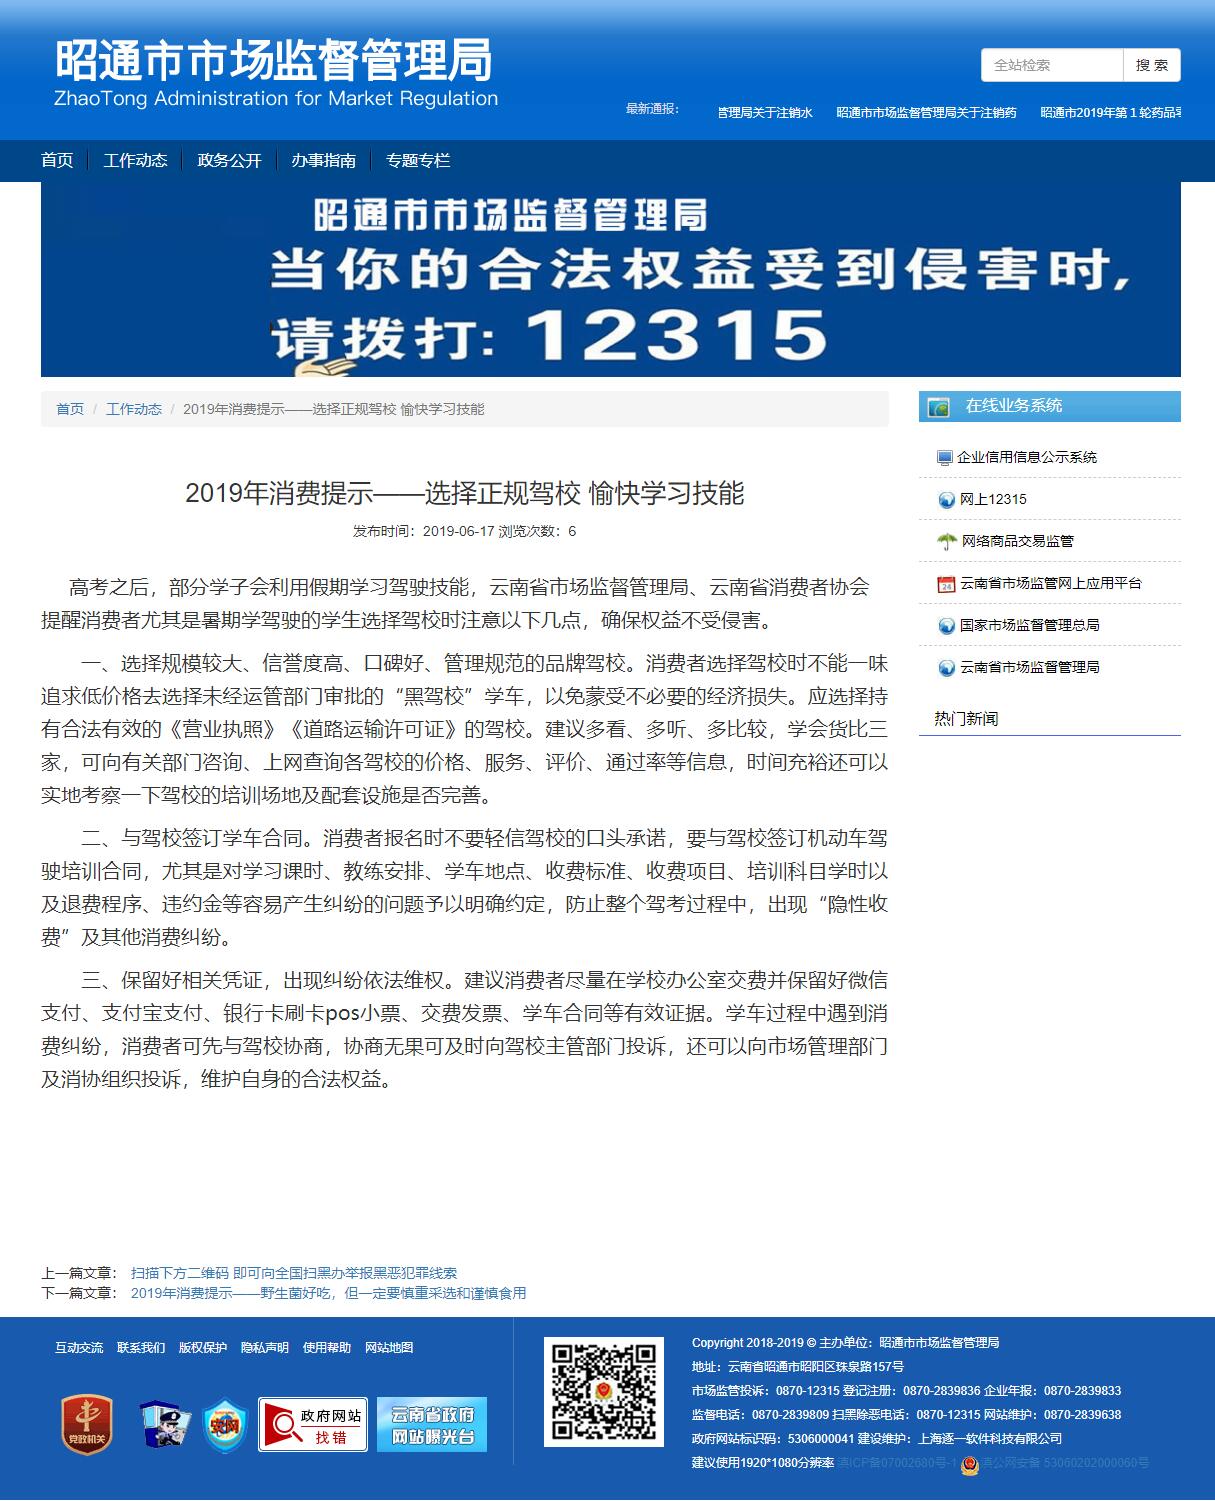 昭通市市场监督管理局
ZhaoTong Administration for Market Regulation
全站检索
搜 索
最新通报：
管理局关于注销水 昭通市市场监督管理局关于注销药 昭通市2019年第１轮药品零
首页
工作动态
政务公开
办事指南
专题专栏
昭通市市场监督管理局
当你的合法权益受到侵害时,
请拨打: 12315
首页 / 工作动态 / 2019年消费提示——选择正规驾校 愉快学习技能
2019年消费提示——选择正规驾校 愉快学习技能
发布时间：2019-06-17 浏览次数：6
高考之后，部分学子会利用假期学习驾驶技能，云南省市场监督管理局、云南省消费者协会
提醒消费者尤其是暑期学驾驶的学生选择驾校时注意以下几点，确保权益不受侵害。
一、选择规模较大、信誉度高、口碑好、管理规范的品牌驾校。消费者选择驾校时不能一味
追求低价格去选择未经运管部门审批的“黑驾校”学车，以免蒙受不必要的经济损失。应选择持
有合法有效的《营业执照》《道路运输许可证》的驾校。建议多看、多听、多比较，学会货比三
家，可向有关部门咨询、上网查询各驾校的价格、服务、评价、通过率等信息，时间充裕还可以
实地考察一下驾校的培训场地及配套设施是否完善。
二、与驾校签订学车合同。消费者报名时不要轻信驾校的口头承诺，要与驾校签订机动车驾
驶培训合同，尤其是对学习课时、教练安排、学车地点、收费标准、收费项目、培训科目学时以
及退费程序、违约金等容易产生纠纷的问题予以明确约定，防止整个驾考过程中，出现“隐性收
费”及其他消费纠纷。
三、保留好相关凭证，出现纠纷依法维权。建议消费者尽量在学校办公室交费并保留好微信
支付、支付宝支付、银行卡刷卡pos小票、交费发票、学车合同等有效证据。学车过程中遇到消
费纠纷，消费者可先与驾校协商，协商无果可及时向驾校主管部门投诉，还可以向市场管理部门
及消协组织投诉，维护自身的合法权益。
上一篇文章： 扫描下方二维码 即可向全国扫黑办举报黑恶犯罪线索
下一篇文章： 2019年消费提示——野生菌好吃，但一定要慎重采选和谨慎食用
在线业务系统
企业信用信息公示系统
网上12315
网络商品交易监管
24
云南省市场监管网上应用平台
国家市场监督管理总局
云南省市场监督管理局
热门新闻
互动交流 联系我们 版权保护 隐私声明 使用帮助 网站地图
党政机关
安网
政府网站
找错
云南省政府
网站曝光台
Copyright 2018-2019 © 主办单位：昭通市市场监督管理局
地址：云南省昭通市昭阳区珠泉路157号
市场监管投诉：0870-12315 登记注册：0870-2839836 企业年报：0870-2839833
监督电话：0870-2839809 扫黑除恶电话：0870-12315 网站维护：0870-2839638
政府网站标识码：5306000041 建设维护：上海逐一软件科技有限公司
建议使用1920*1080分辨率 滇ICP备07002680号-1 滇公网安备 53060202000060号